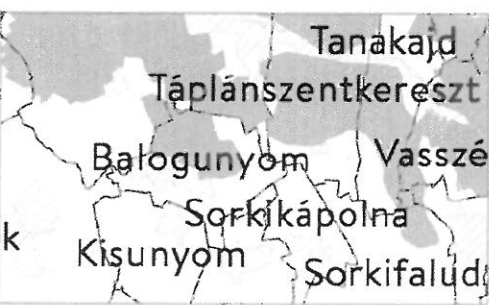 Tanakajd
Táplánszentkereszt
Balogunyom Vasszé
Sorkikápolna
k Kisunyom
Sorkifalud